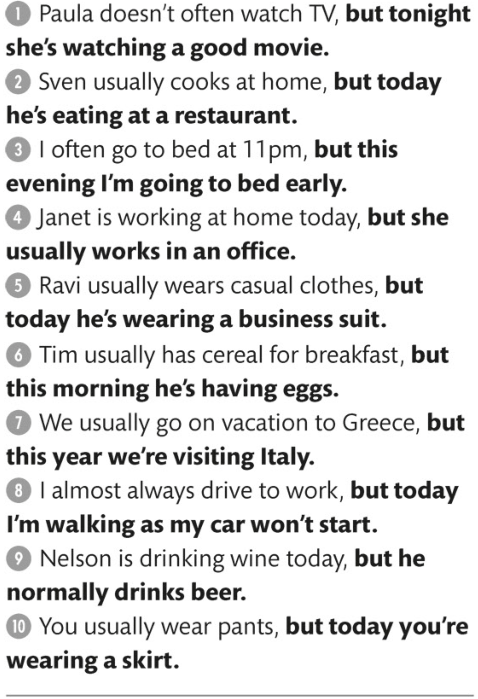 1 Paula doesn't often watch TV, but tonight
she's watching a good movie.
2 Sven usually cooks at home, but today
he's eating at a restaurant.
3 I often go to bed at 11pm, but this
evening I'm going to bed early.
4 Janet is working at home today, but she
usually works in an office.
5 Ravi usually wears casual clothes, but
today he's wearing a business suit.
6 Tim usually has cereal for breakfast, but
this morning he's having eggs.
7 We usually go on vacation to Greece, but
this year we're visiting Italy.
8 I almost always drive to work, but today
I'm walking as my car won't start.
9 Nelson is drinking wine today, but he
normally drinks beer.
10 You usually wear pants, but today you're
wearing a skirt.